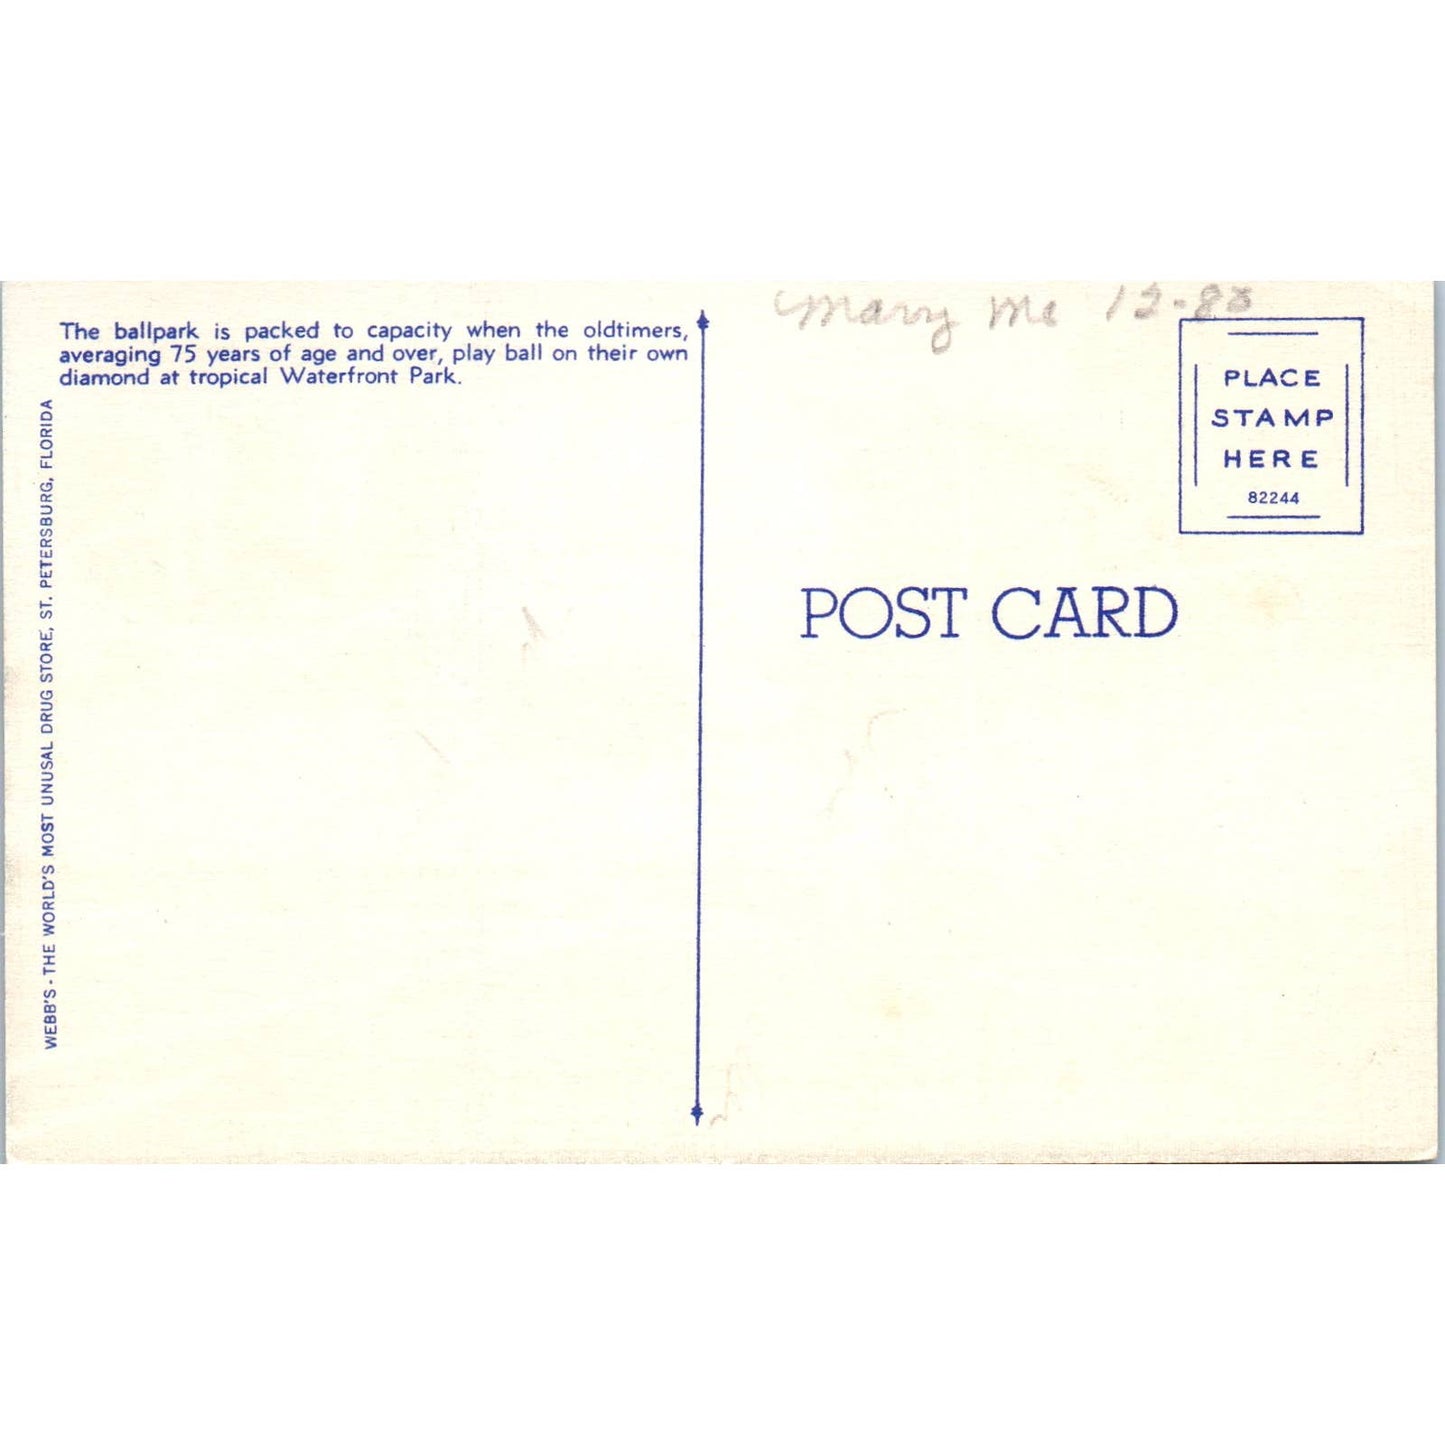 The ballpark is packed to capacity when the oldtimers,
averaging 75 years of age and over, play ball on their own
diamond at tropical Waterfront Park.
WEBB'S - THE WORLD'S MOST UNUSAL DRUG STORE, ST. PETERSBURG, FLORIDA
Mary Mc 12-88
PLACE
STAMP
HERE
82244
POST CARD